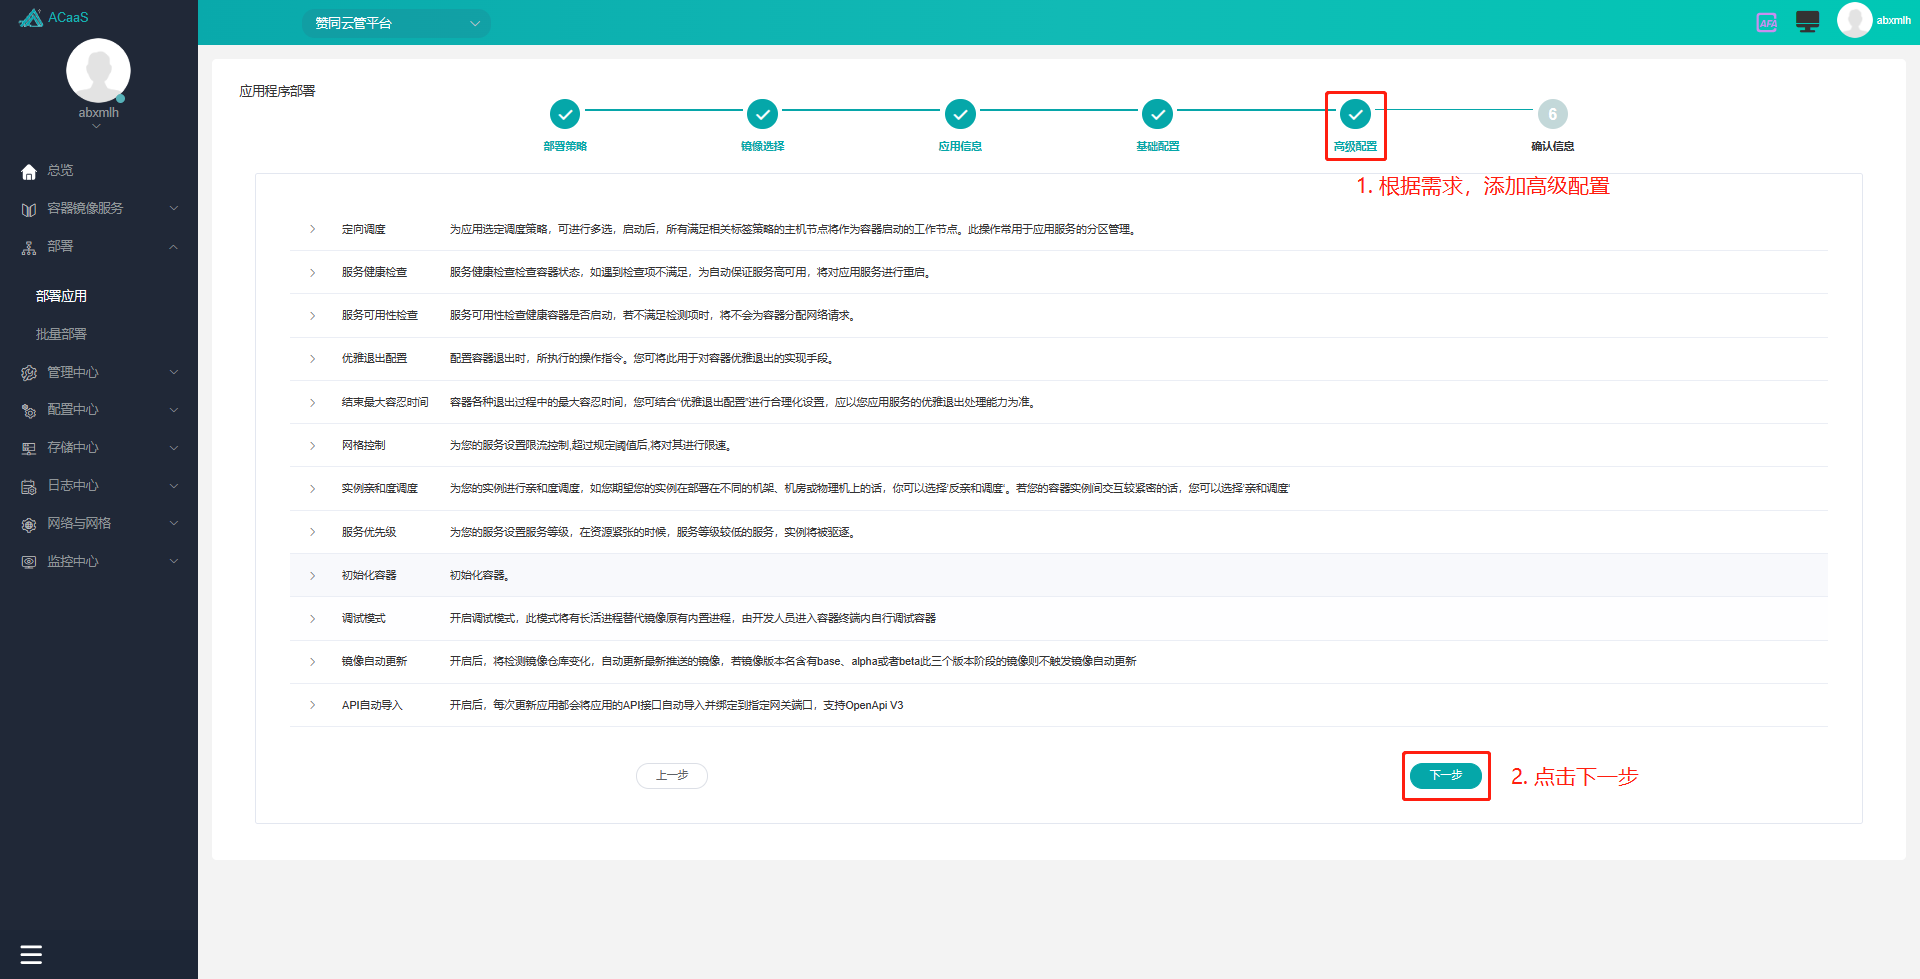 ACaaS
赞同云管平台
AFA
abxmlh
abxmlh
总览
容器镜像服务
部署
部署应用
批量部署
管理中心
配置中心
存储中心
日志中心
网络与网格
监控中心
应用程序部署
部署策略
镜像选择
应用信息
基础配置
高级配置
6
确认信息
1. 根据需求，添加高级配置
定向调度 为应用选定调度策略，可进行多选，启动后，所有满足相关标签策略的主机节点将作为容器启动的工作节点。此操作常用于应用服务的分区管理。
服务健康检查 服务健康检查检查容器状态，如遇到检查项不满足，为自动保证服务高可用，将对应用服务进行重启。
服务可用性检查 服务可用性检查健康容器是否启动，若不满足检测项时，将不会为容器分配网络请求。
优雅退出配置 配置容器退出时，所执行的操作指令。您可将此用于对容器优雅退出的实现手段。
结束最大容忍时间 容器各种退出过程中的最大容忍时间，您可结合“优雅退出配置”进行合理化设置，应以您应用服务的优雅退出处理能力为准。
网格控制 为您的服务设置限流控制,超过规定阈值后,将对其进行限速。
实例亲和度调度 为您的实例进行亲和度调度，如您期望您的实例在部署在不同的机架、机房或物理机上的话，你可以选择‘反亲和调度’。若您的容器实例间交互较紧密的话，您可以选择‘亲和调度’
服务优先级 为您的服务设置服务等级，在资源紧张的时候，服务等级较低的服务，实例将被驱逐。
初始化容器 初始化容器。
调试模式 开启调试模式，此模式将有长活进程替代镜像原有内置进程，由开发人员进入容器终端内自行调试容器
镜像自动更新 开启后，将检测镜像仓库变化，自动更新最新推送的镜像，若镜像版本名含有base、alpha或者beta此三个版本阶段的镜像则不触发镜像自动更新
API自动导入 开启后，每次更新应用都会将应用的API接口自动导入并绑定到指定网关端口，支持OpenApi V3
上一步
下一步
2. 点击下一步